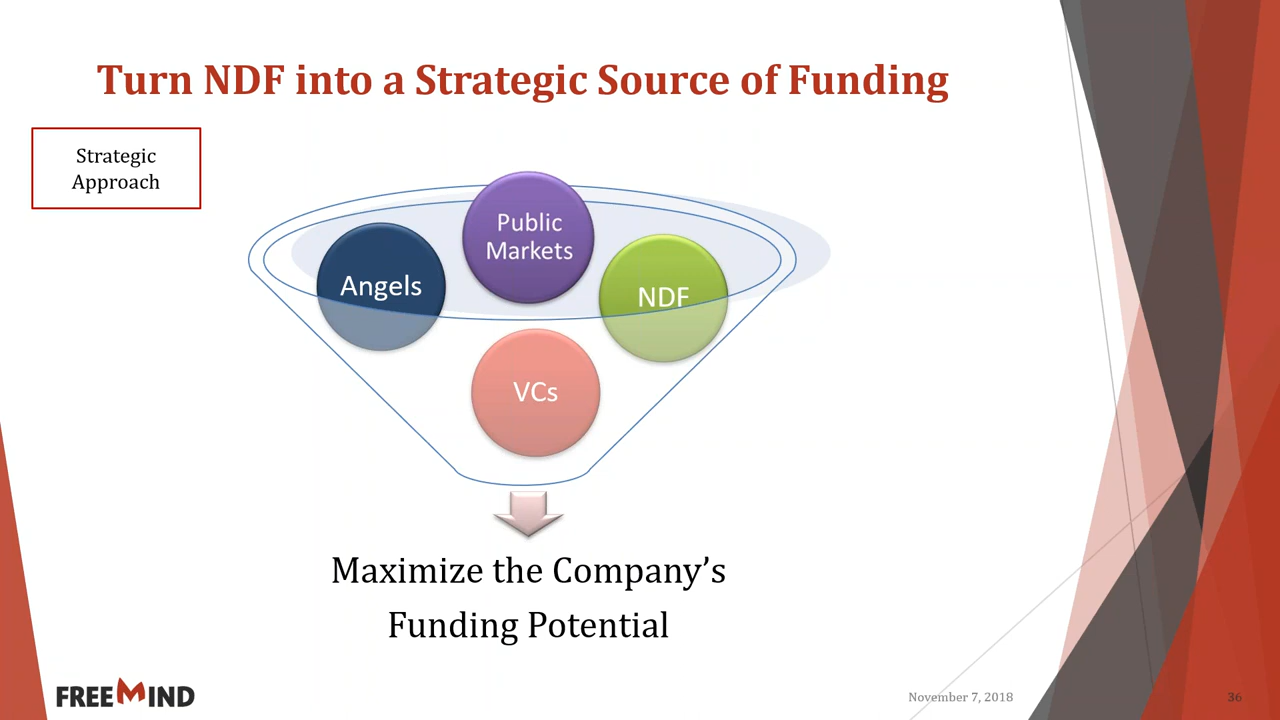 Turn NDF into a Strategic Source of Funding
Strategic
Approach
Public
Markets
Angels
NDF
VCs
Maximize the Company’s
Funding Potential
FREEMIND
November 7, 2018
36